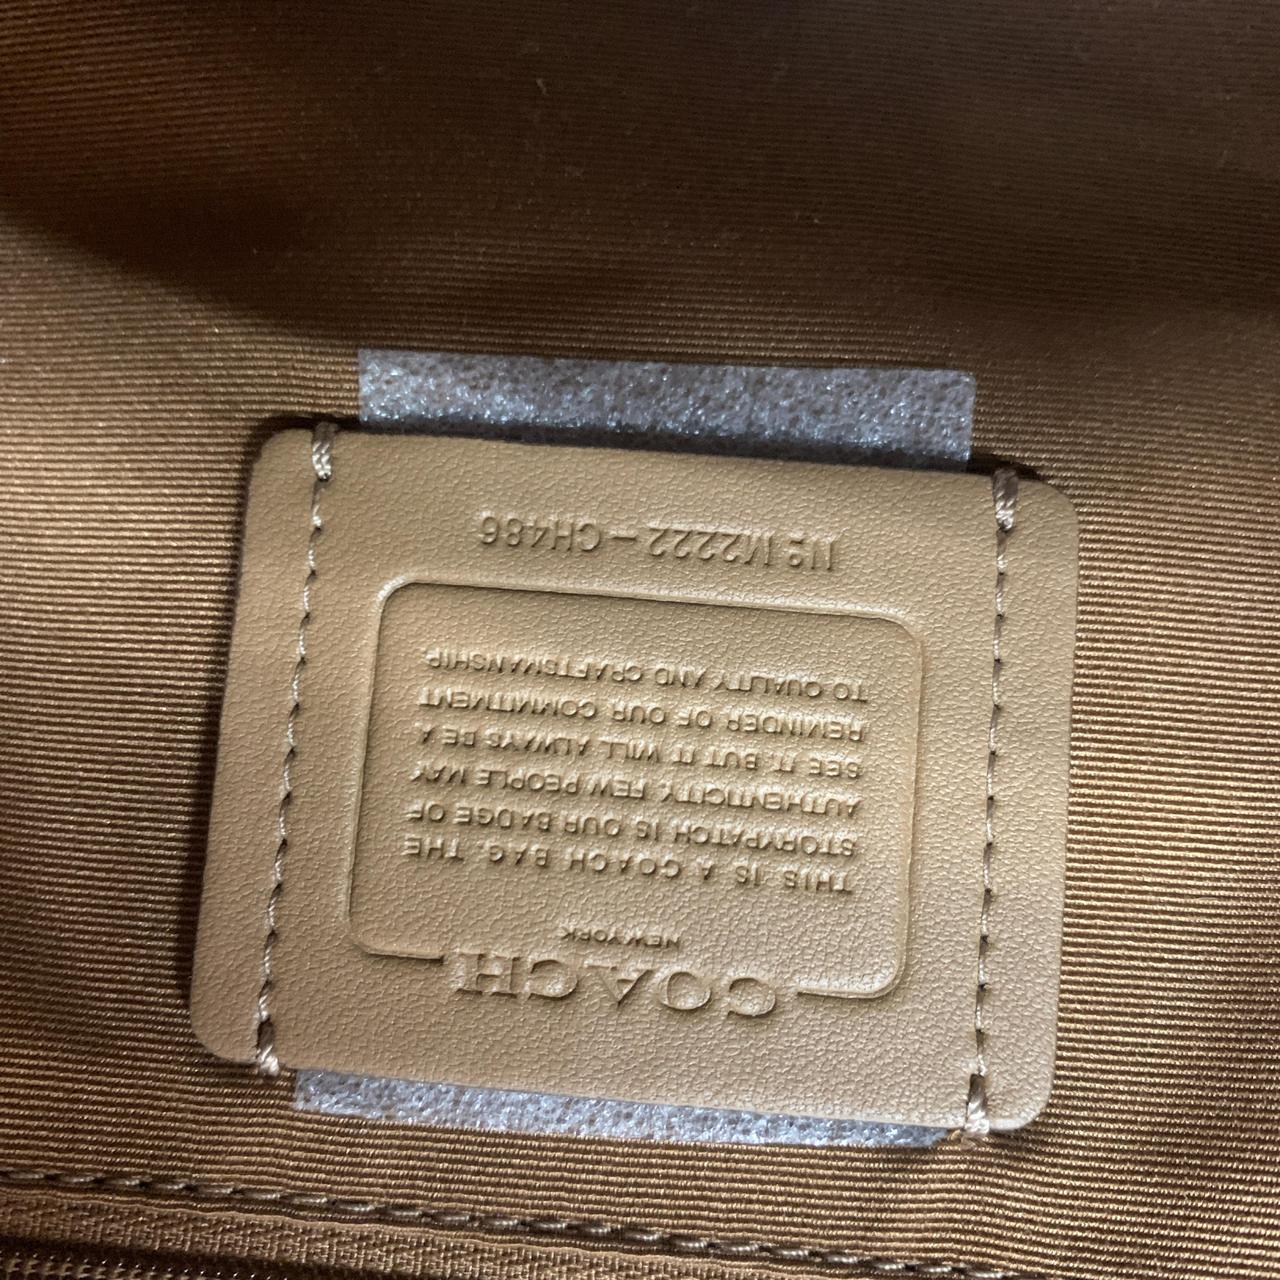 COACH
NEW YORK
THIS IS A COACH BAG. THE
STORYPATCH IS OUR BADGE OF
AUTHENTICITY. FEW PEOPLE MAY
SEE IT, BUT IT WILL ALWAYS BE A
REMINDER OF OUR COMMITMENT
TO QUALITY AND CRAFTSMANSHIP
Nº M2222-CH486